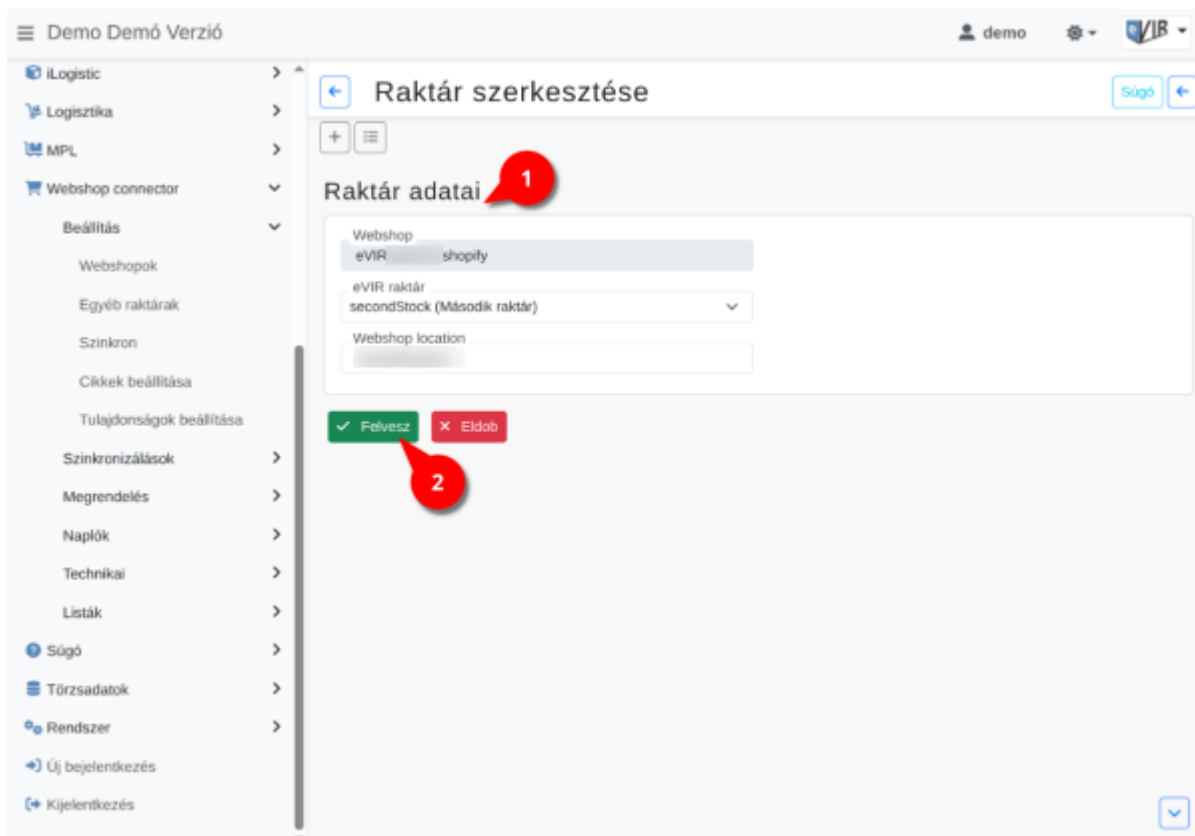 Demo Demó Verzió
demo
eVIR
iLogistic
Logisztika
MPL
Webshop connector
Beállítás
Webshopok
Egyéb raktárak
Szinkron
Cikkek beállítása
Tulajdonságok beállítása
Szinkronizálások
Megrendelés
Naplók
Technikai
Listák
Súgó
Törzsadatok
Rendszer
Új bejelentkezés
Kijelentkezés
Raktár szerkesztése
Súgó
Raktár adatai
1
Webshop
eVIR shopify
eVIR raktár
secondStock (Második raktár)
Webshop location
Felvesz
Eldob
2